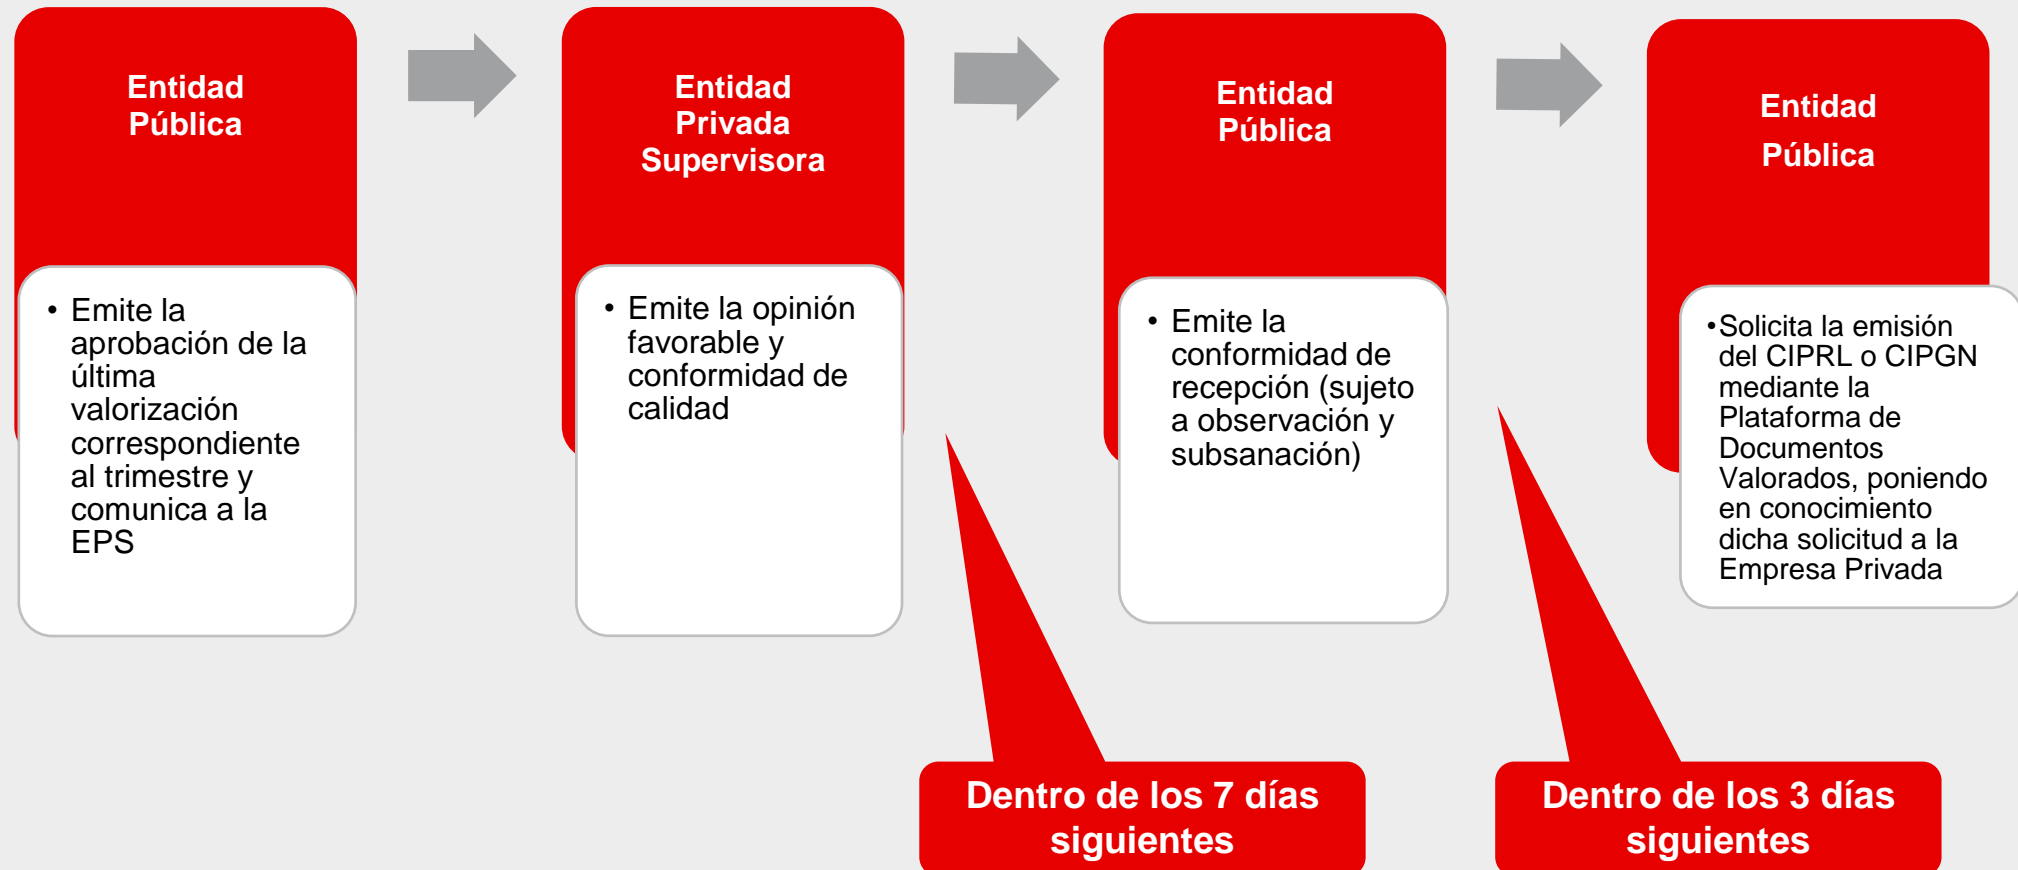 Entidad
Pública
• Emite la
aprobación de la
última
valorización
correspondiente
al trimestre y
comunica a la
EPS
Entidad
Privada
Supervisora
• Emite la opinión
favorable y
conformidad de
calidad
Entidad
Pública
• Emite la
conformidad de
recepción (sujeto
a observación y
subsanación)
Entidad
Pública
•Solicita la emisión
del CIPRL o CIPGN
mediante la
Plataforma de
Documentos
Valorados, poniendo
en conocimiento
dicha solicitud a la
Empresa Privada
Dentro de los 7 días
siguientes
Dentro de los 3 días
siguientes